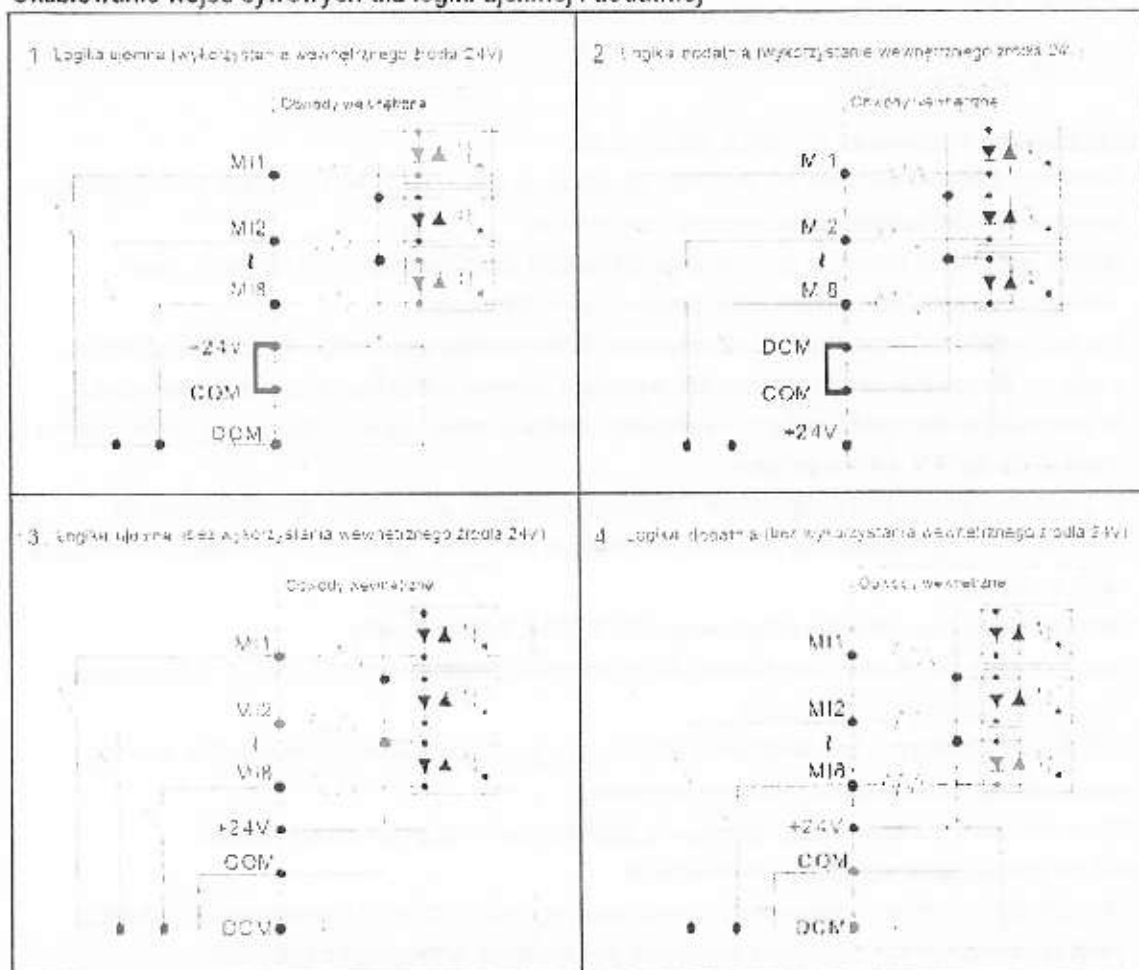 1. Logika ujemna (wykorzystanie wewnętrznego źródła 24V)
Obwody wewnętrzne
MI1
MI2
~
MI8
+24V
COM
DCM
2. Logika dodatnia (wykorzystanie wewnętrznego źródła 24V)
Obwody wewnętrzne
MI1
MI2
~
MI8
DCM
COM
+24V
3. Logika ujemna (bez wykorzystania wewnętrznego źródła 24V)
Obwody wewnętrzne
MI1
MI2
~
MI8
+24V
COM
DCM
4. Logika dodatnia (bez wykorzystania wewnętrznego źródła 24V)
Obwody wewnętrzne
MI1
MI2
~
MI8
+24V
COM
DCM